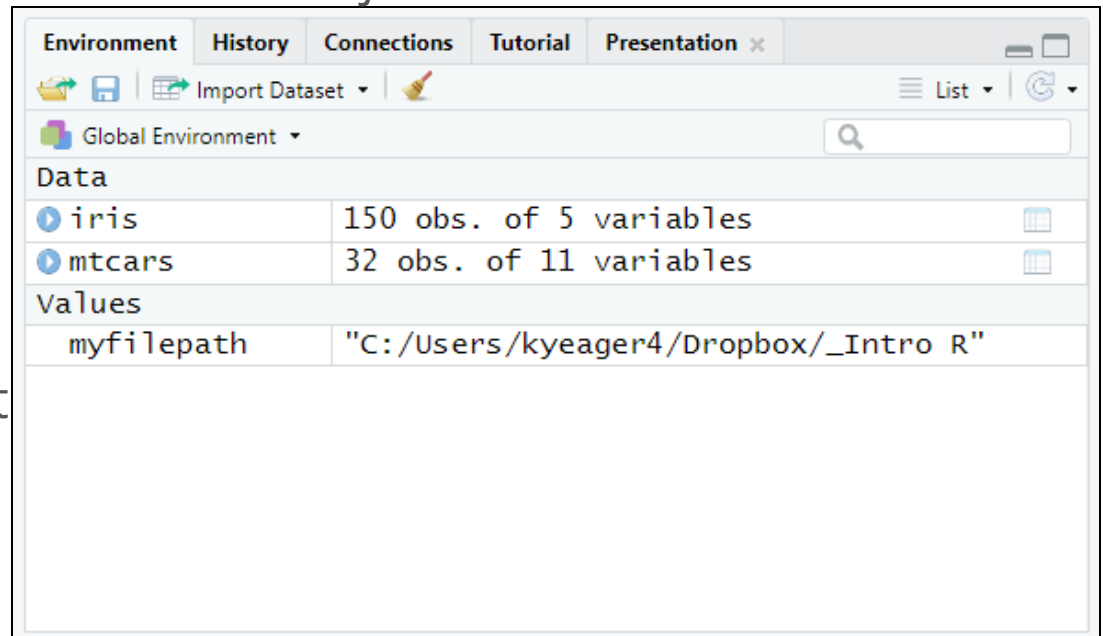 Environment History Connections Tutorial Presentation
Import Dataset List
Global Environment
Data
iris 150 obs. of 5 variables
mtcars 32 obs. of 11 variables
Values
myfilepath "C:/Users/kyeager4/Dropbox/_Intro R"